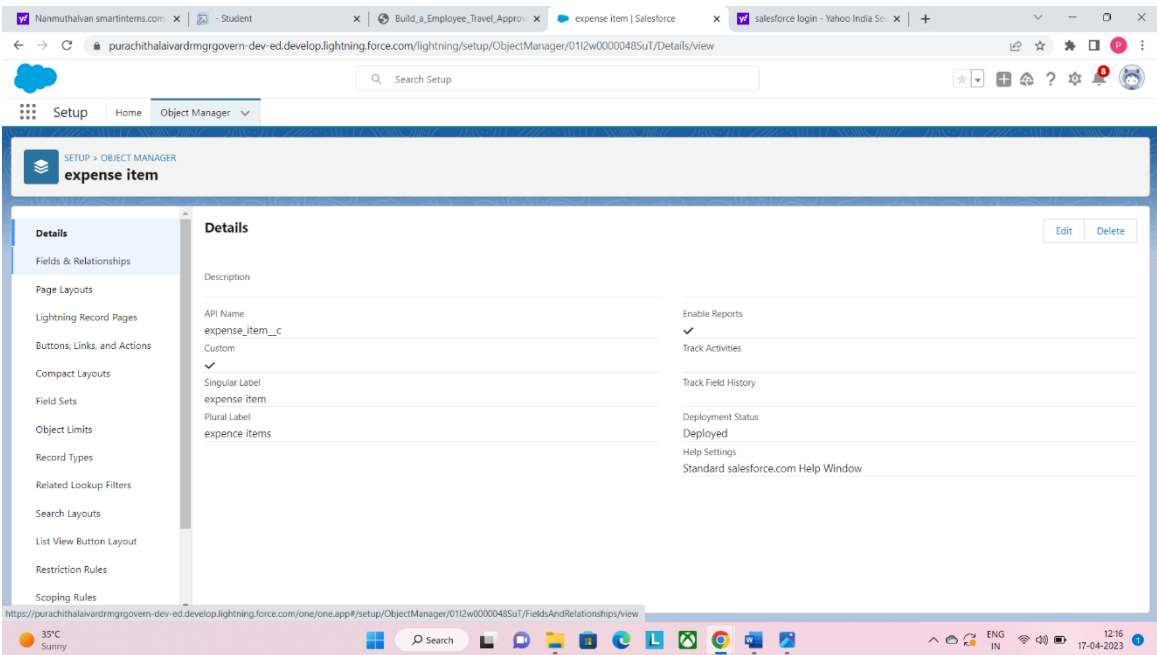 Nanmuthalvan smartinterns.com
- Student
Build_a_Employee_Travel_Approv
expense item | Salesforce
salesforce login - Yahoo India Sea
purachithalaivardrmgrgovern-dev-ed.develop.lightning.force.com/lightning/setup/ObjectManager/01I2w0000048SuT/Details/view
P
Search Setup
8
Setup
Home
Object Manager
SETUP > OBJECT MANAGER
expense item
Details
Fields & Relationships
Page Layouts
Lightning Record Pages
Buttons, Links, and Actions
Compact Layouts
Field Sets
Object Limits
Record Types
Related Lookup Filters
Search Layouts
List View Button Layout
Restriction Rules
Scoping Rules
Details
Edit Delete
Description
API Name
expense_item__c
Custom
Singular Label
expense item
Plural Label
expence items
Enable Reports
Track Activities
Track Field History
Deployment Status
Deployed
Help Settings
Standard salesforce.com Help Window
https://purachithalaivardrmgrgovern-dev-ed.develop.lightning.force.com/one/one.app#/setup/ObjectManager/01I2w0000048SuT/FieldsAndRelationships/view
35°C
Sunny
Search
ENG
IN
12:16
17-04-2023
1